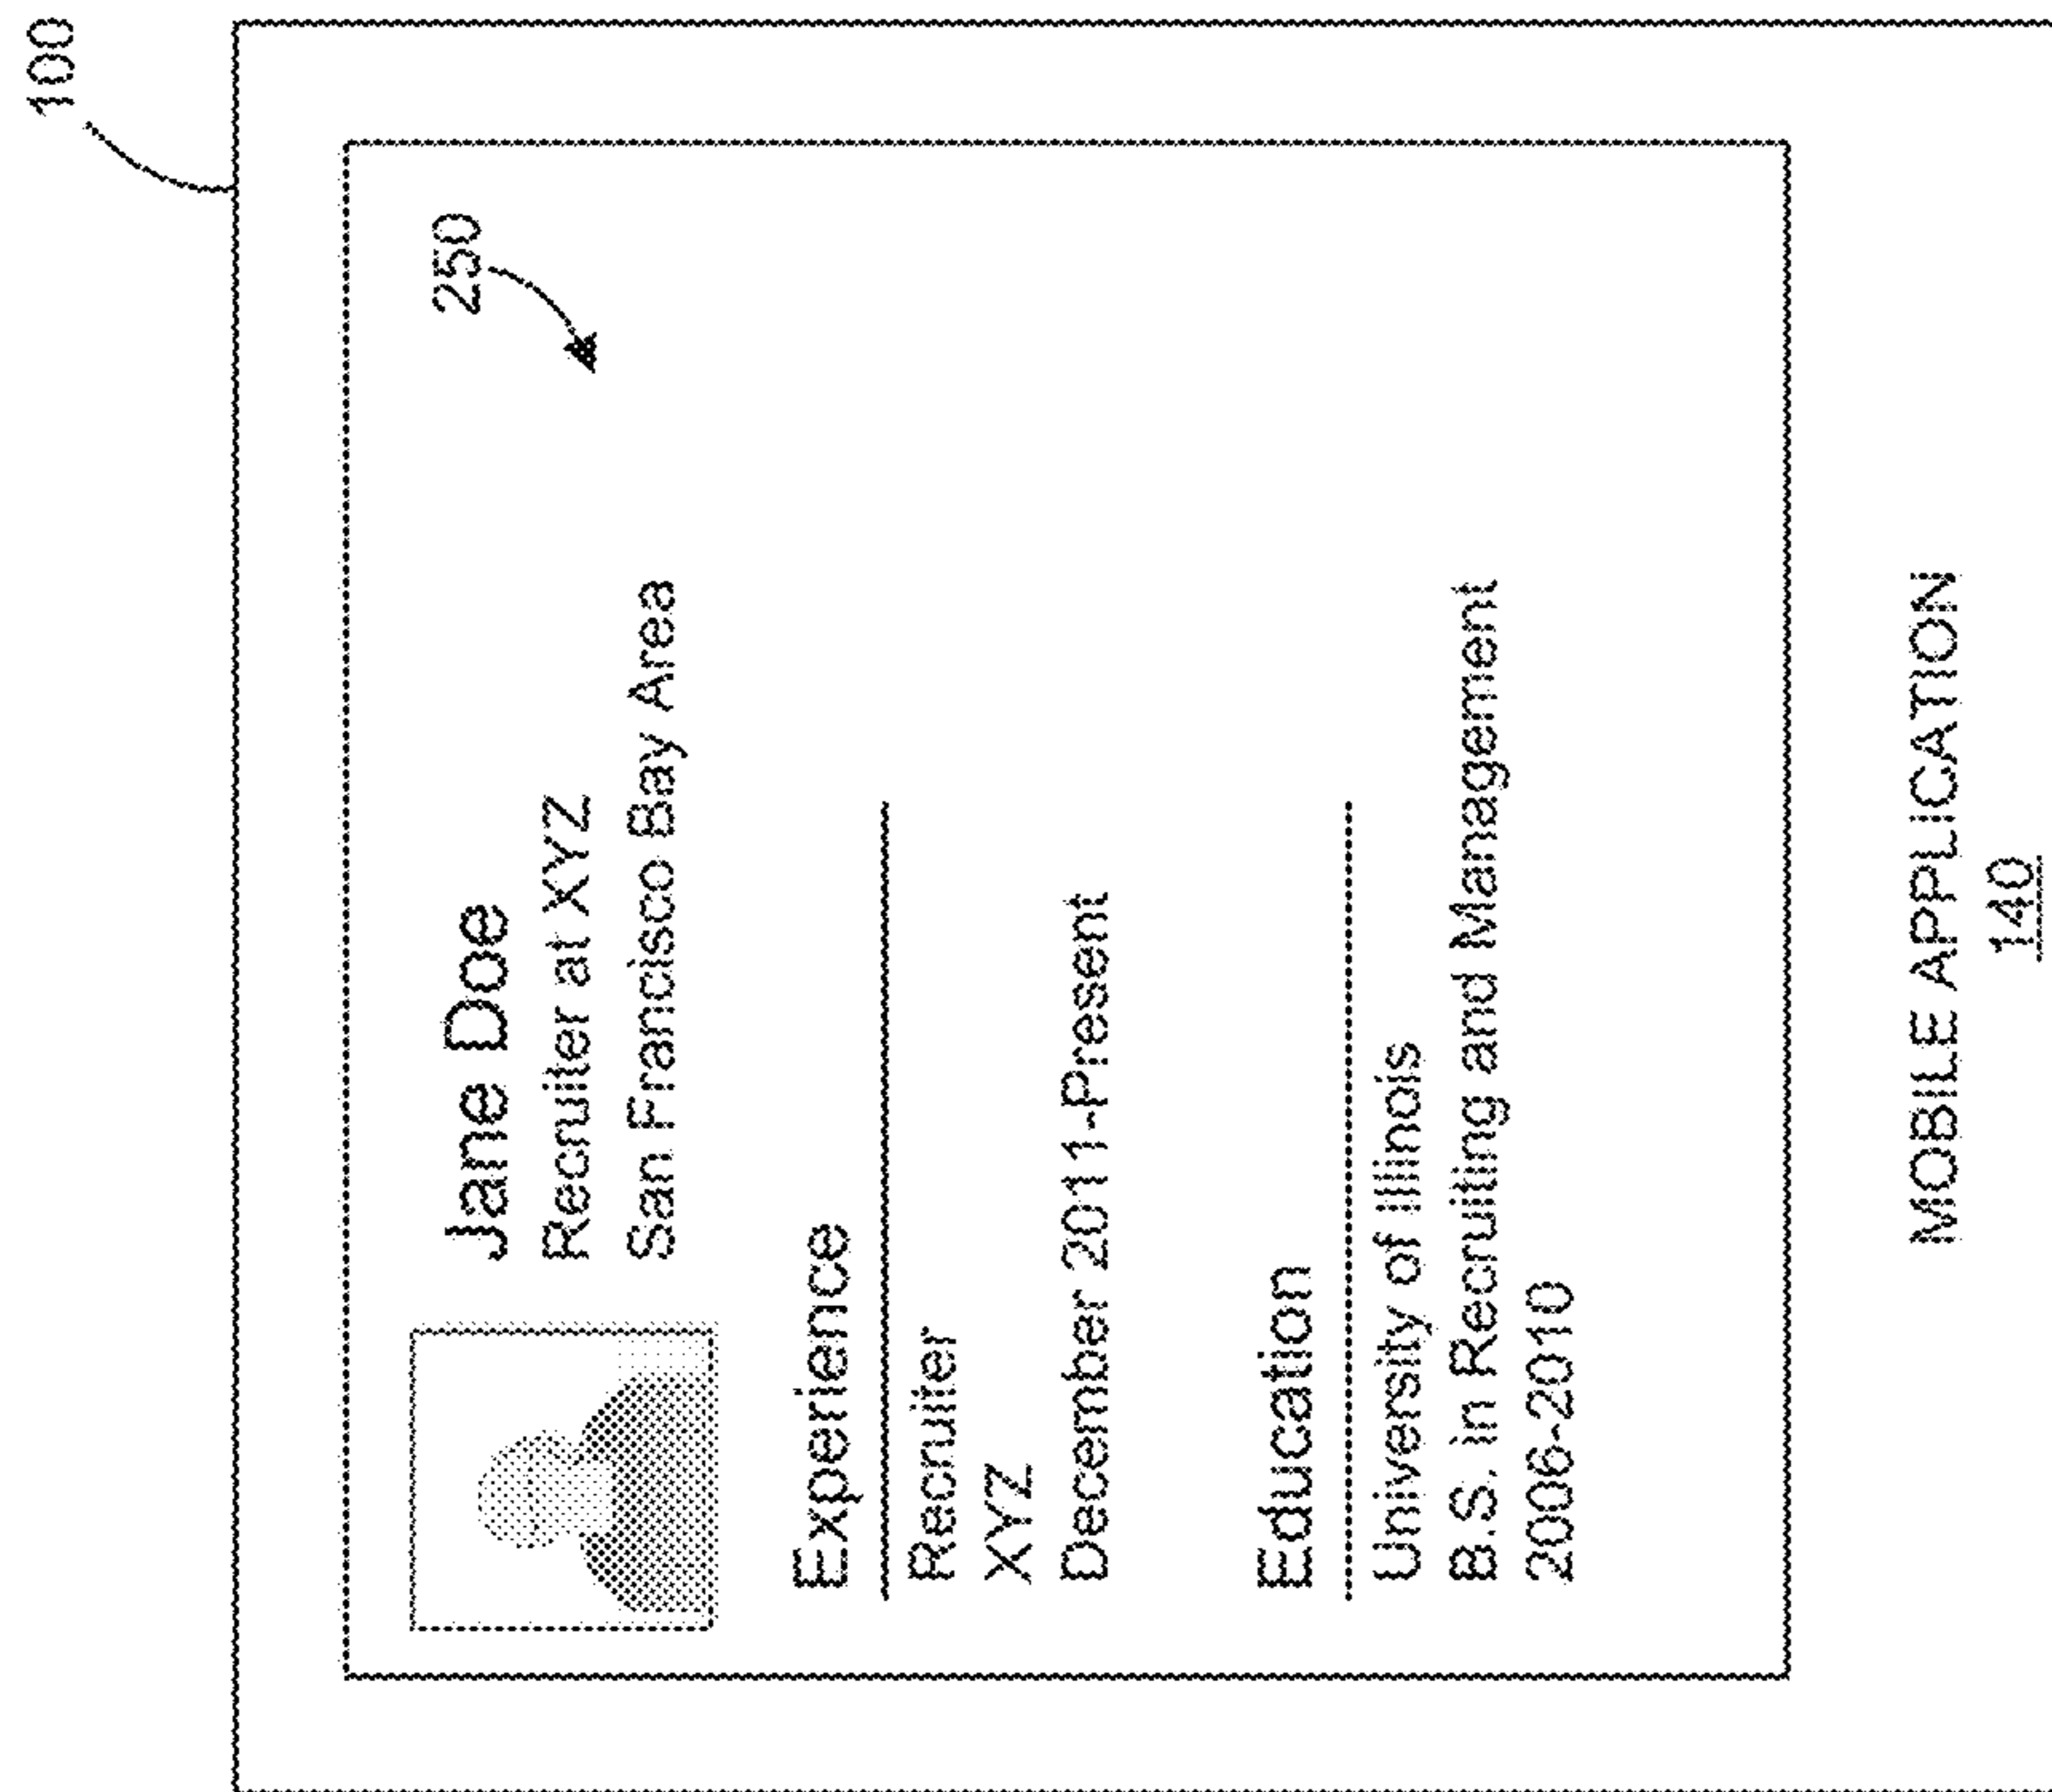 100
250
Jane Doe
Recruiter at XYZ
San Francisco Bay Area
Experience
Recruiter
XYZ
December 2011-Present
Education
University of Illinois
B.S. in Recruiting and Management
2006-2010
MOBILE APPLICATION
140